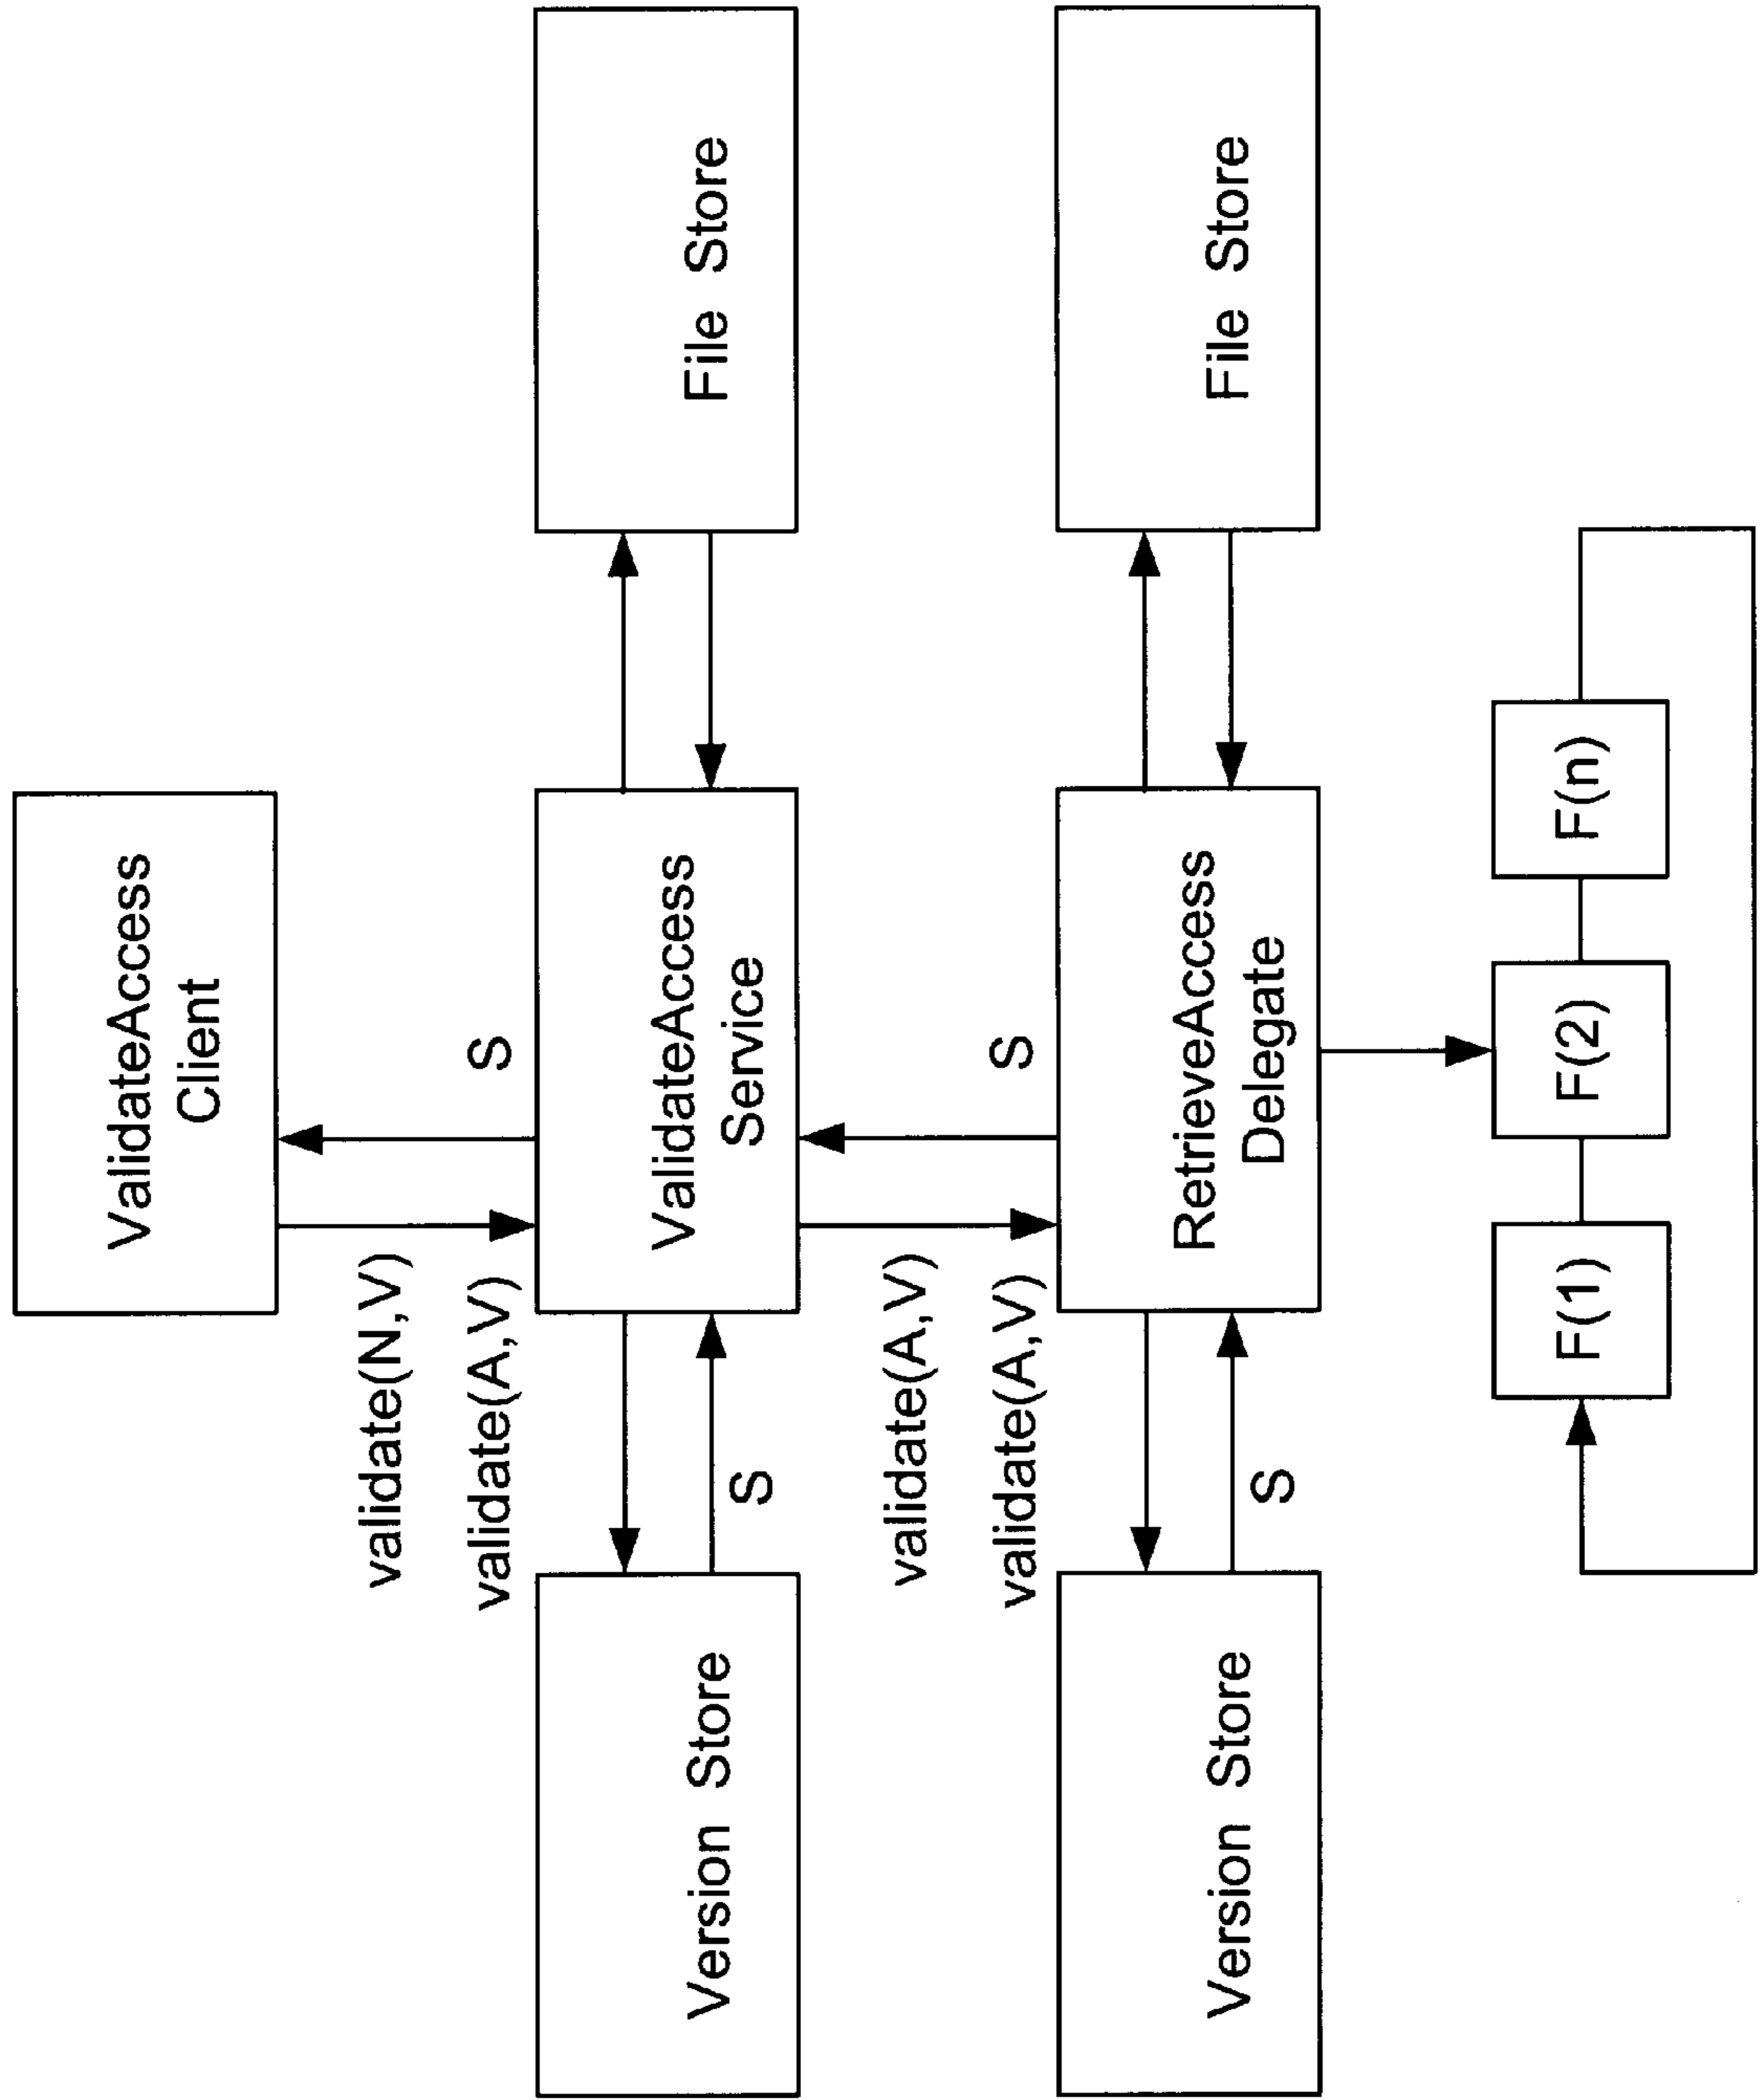 ValidateAccess
Client
validate(N,V)
validate(A,V)
S
Version Store
S
ValidateAccess
Service
File Store
validate(A,V)
validate(A,V)
S
Version Store
S
RetrieveAccess
Delegate
File Store
F(1)
F(2)
F(n)